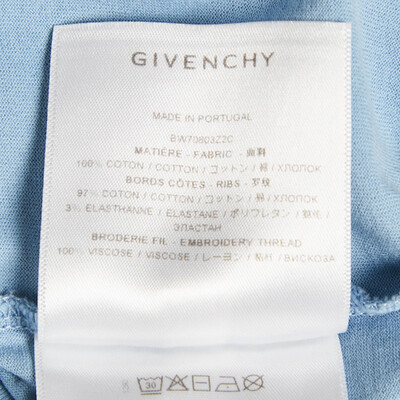 GIVENCHY
MADE IN PORTUGAL
BW70803Z2C
MATIÈRE - FABRIC - 面料
100% COTON / COTTON / コットン / 棉 / ХЛОПОК
BORDS CÔTES - RIBS - 罗纹
97% COTON / COTTON / コットン / 棉 / ХЛОПОК
3% ELASTHANNE / ELASTANE / ポリウレタン / 氨纶 /
ЭЛАСТАН
BRODERIE FIL - EMBROIDERY THREAD
100% VISCOSE / VISCOSE / レーヨン / 粘纤 / ВИСКОЗА
30